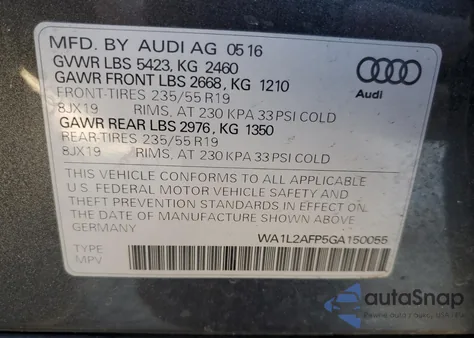 MFD. BY AUDI AG 05 16
GVWR LBS 5423, KG 2460
GAWR FRONT LBS 2668, KG 1210
FRONT-TIRES 235/55 R19
8JX19 RIMS, AT 230 KPA 33 PSI COLD
GAWR REAR LBS 2976, KG 1350
REAR-TIRES 235/55 R19
8JX19 RIMS, AT 230 KPA 33 PSI COLD
Audi
THIS VEHICLE CONFORMS TO ALL APPLICABLE
U.S. FEDERAL MOTOR VEHICLE SAFETY AND
THEFT PREVENTION STANDARDS IN EFFECT ON
THE DATE OF MANUFACTURE SHOWN ABOVE.
GERMANY
WA1L2AFP5GA150055
TYPE
MPV
autaSnap